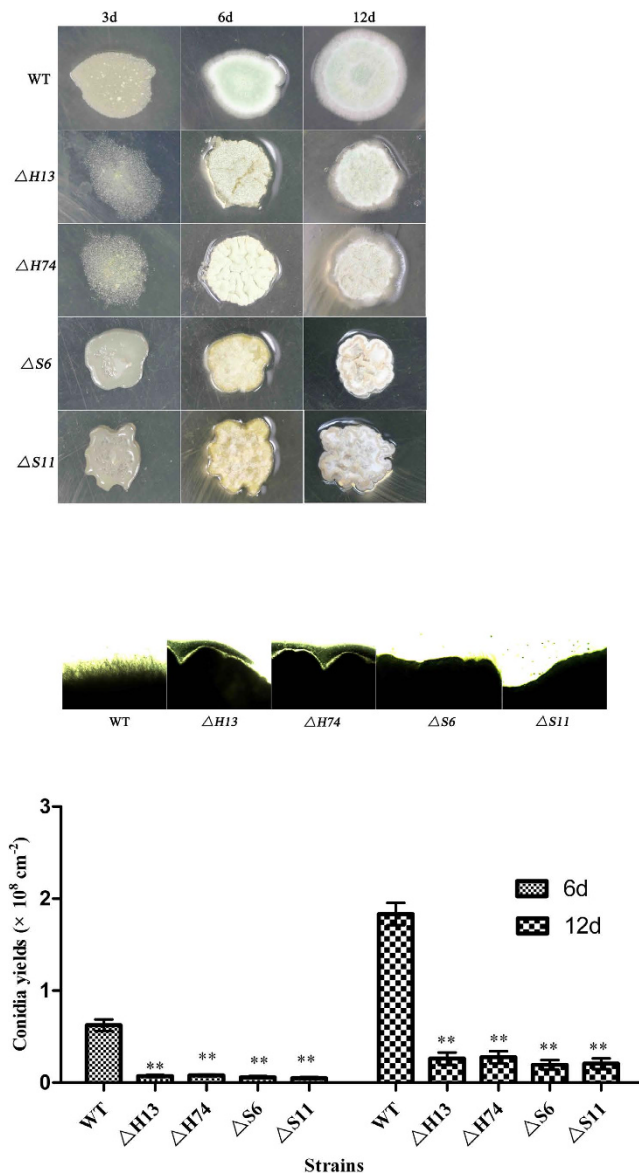 3d 6d 12d
WT
△H13
△H74
△S6
△S11
WT △H13 △H74 △S6 △S11
Conidia yields (× 10⁸ cm⁻²)
3
2
1
0
6d
12d
** ** ** **
** ** ** **
WT △H13 △H74 △S6 △S11 WT △H13 △H74 △S6 △S11
Strains